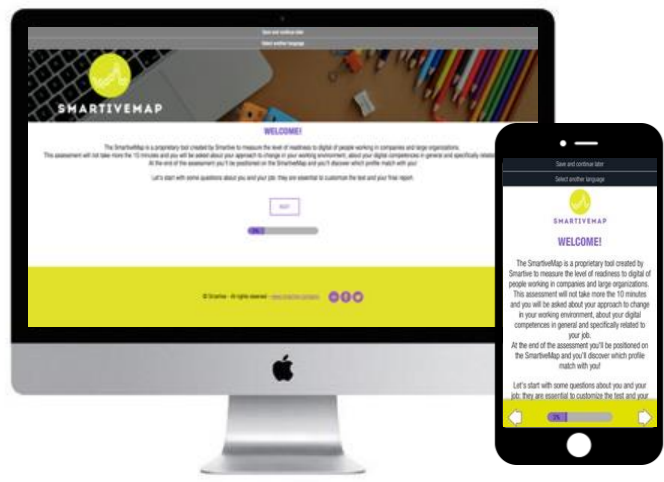 Save and continue later
Select another language
SMARTIVEMAP
WELCOME!
The SmartiveMap is a proprietary tool created by Smartive to measure the level of readiness to digital of people working in companies and large organizations.
This assessment will not take more the 10 minutes and you will be asked about your approach to change in your working environment, about your digital competences in general and specifically related
At the end of the assessment you'll be positioned on the SmartiveMap and you'll discover which profile match with you!
Let's start with some questions about you and your job: they are essential to customize the test and your final report.
NEXT
© Smartive - All rights reserved -
Save and continue later
Select another language
SMARTIVEMAP
WELCOME!
The SmartiveMap is a proprietary tool created by
Smartive to measure the level of readiness to digital of
people working in companies and large organizations.
This assessment will not take more the 10 minutes
and you will be asked about your approach to change
in your working environment, about your digital
competences in general and specifically related to
your job.
At the end of the assessment you'll be positioned on
the SmartiveMap and you'll discover which profile
match with you!
Let's start with some questions about you and your
job: they are essential to customize the test and your